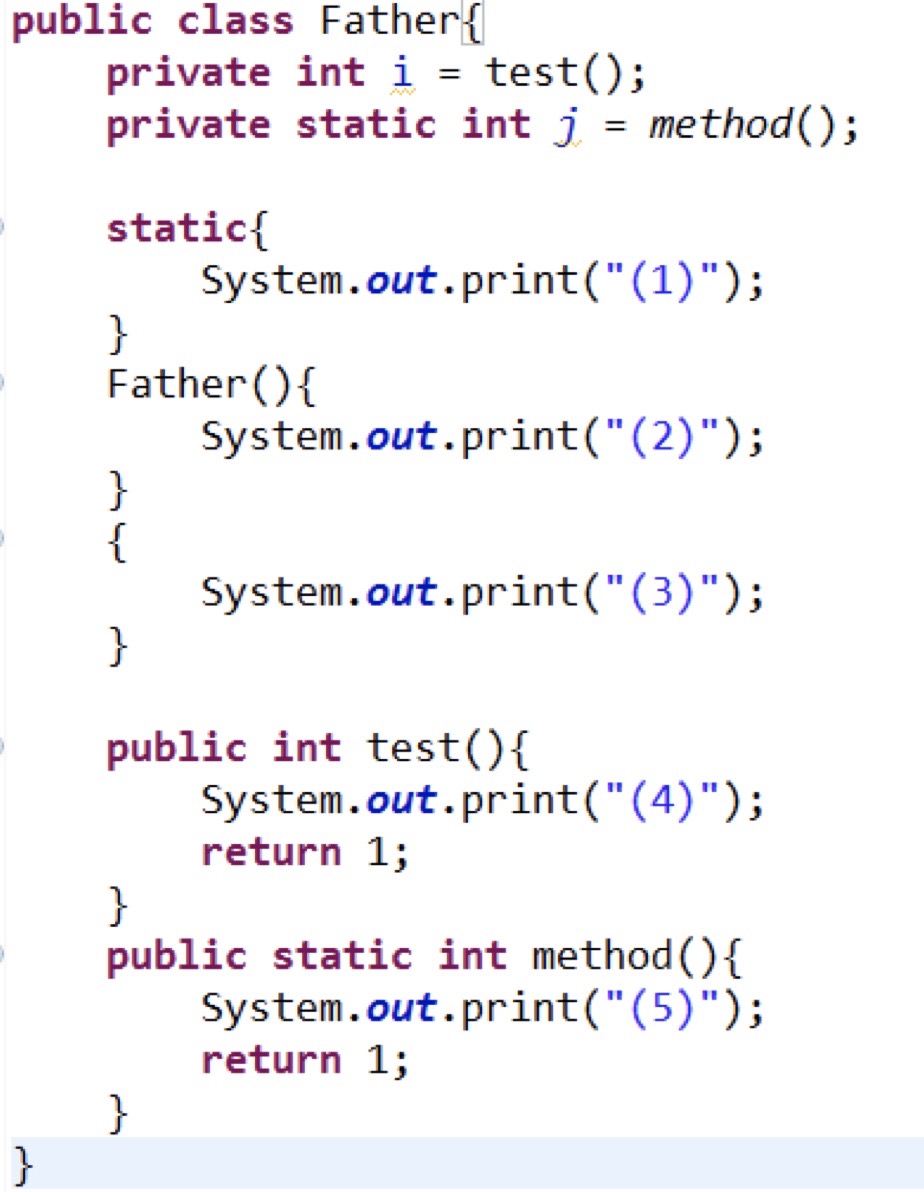 public class Father{
    private int i = test();
    private static int j = method();

    static{
        System.out.print("(1)");
    }
    Father(){
        System.out.print("(2)");
    }
    {
        System.out.print("(3)");
    }

    public int test(){
        System.out.print("(4)");
        return 1;
    }
    public static int method(){
        System.out.print("(5)");
        return 1;
    }
}